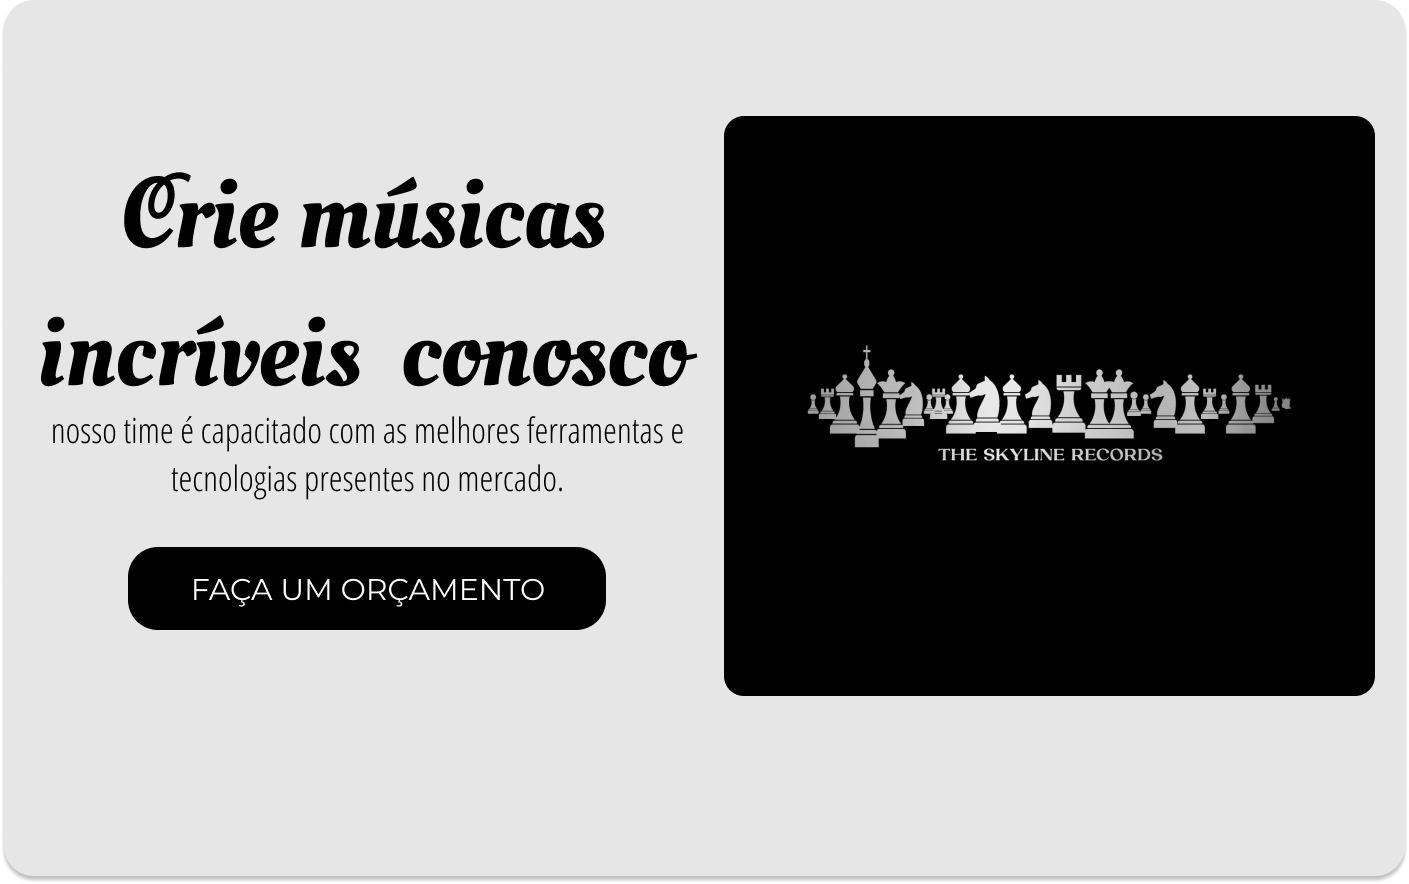 Crie músicas
incríveis conosco
nosso time é capacitado com as melhores ferramentas e
tecnologias presentes no mercado.
FAÇA UM ORÇAMENTO
THE SKYLINE RECORDS